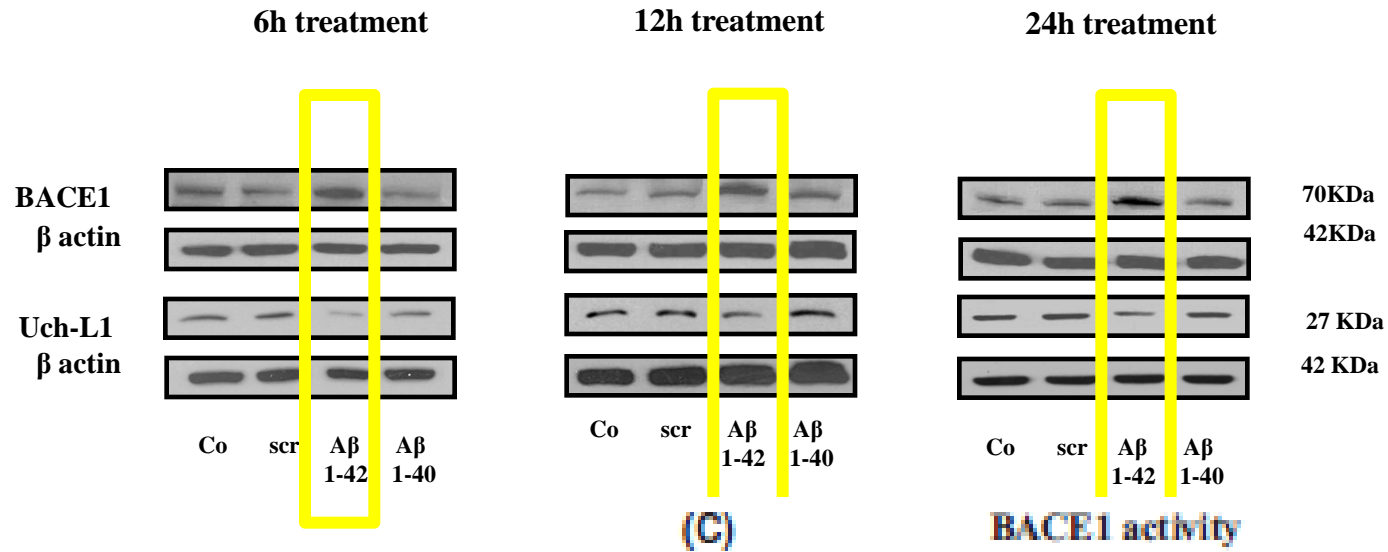 6h treatment 12h treatment 24h treatment
BACE1 70KDa
β actin 42KDa
Uch-L1 27 KDa
β actin 42 KDa
Co scr Aβ 1-42 Aβ 1-40
Co scr Aβ 1-42 Aβ 1-40
Co scr Aβ 1-42 Aβ 1-40
(C) BACE1 activity